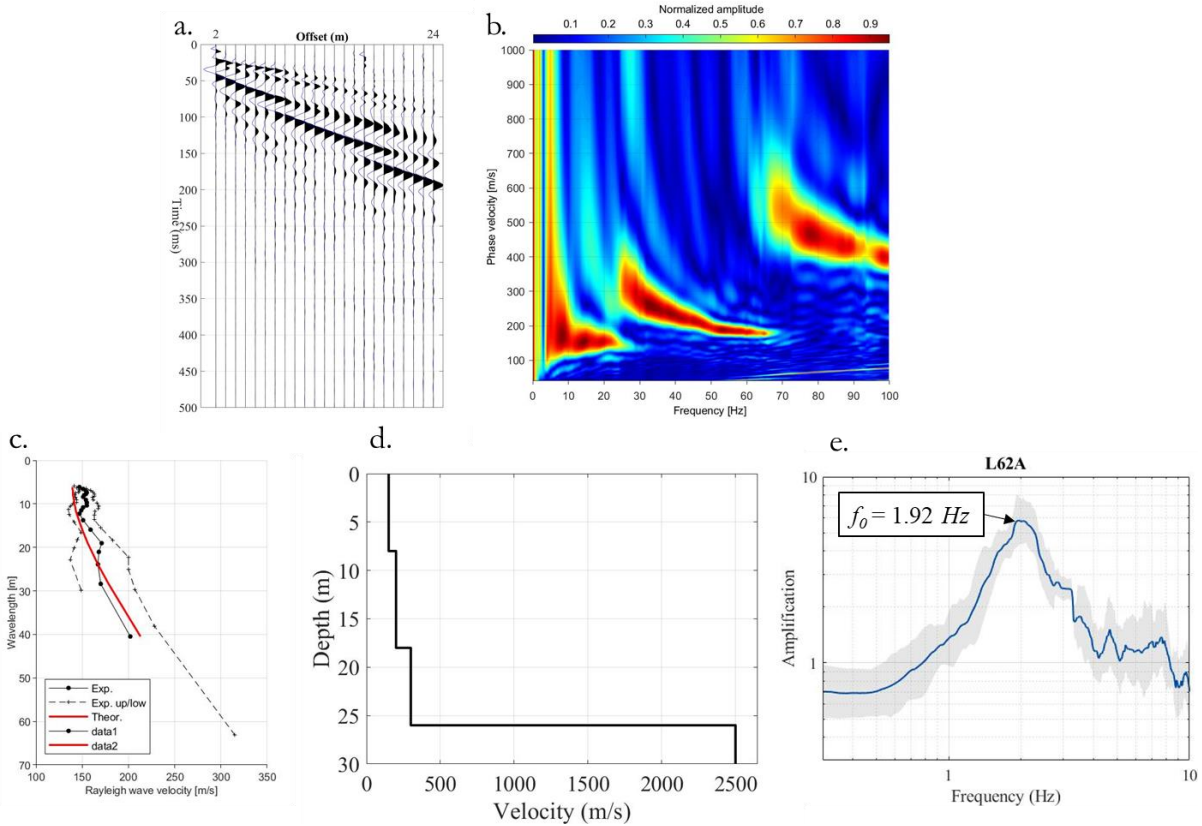 a.
Offset (m)
2
24
0
50
100
150
200
250
300
350
400
450
500
Time (ms)
b.
Normalized amplitude
0.1 0.2 0.3 0.4 0.5 0.6 0.7 0.8 0.9
1000
900
800
700
600
500
400
300
200
100
Phase velocity [m/s]
0 10 20 30 40 50 60 70 80 90 100
Frequency [Hz]
c.
0
10
20
30
40
50
60
70
Wavelength [m]
Exp.
Exp. up/low
Theor.
data1
data2
100 150 200 250 300 350
Rayleigh wave velocity [m/s]
d.
0
5
10
15
20
25
30
Depth (m)
0 500 1000 1500 2000 2500
Velocity (m/s)
e.
L62A
10
1
Amplification
f0 = 1.92 Hz
1 10
Frequency (Hz)